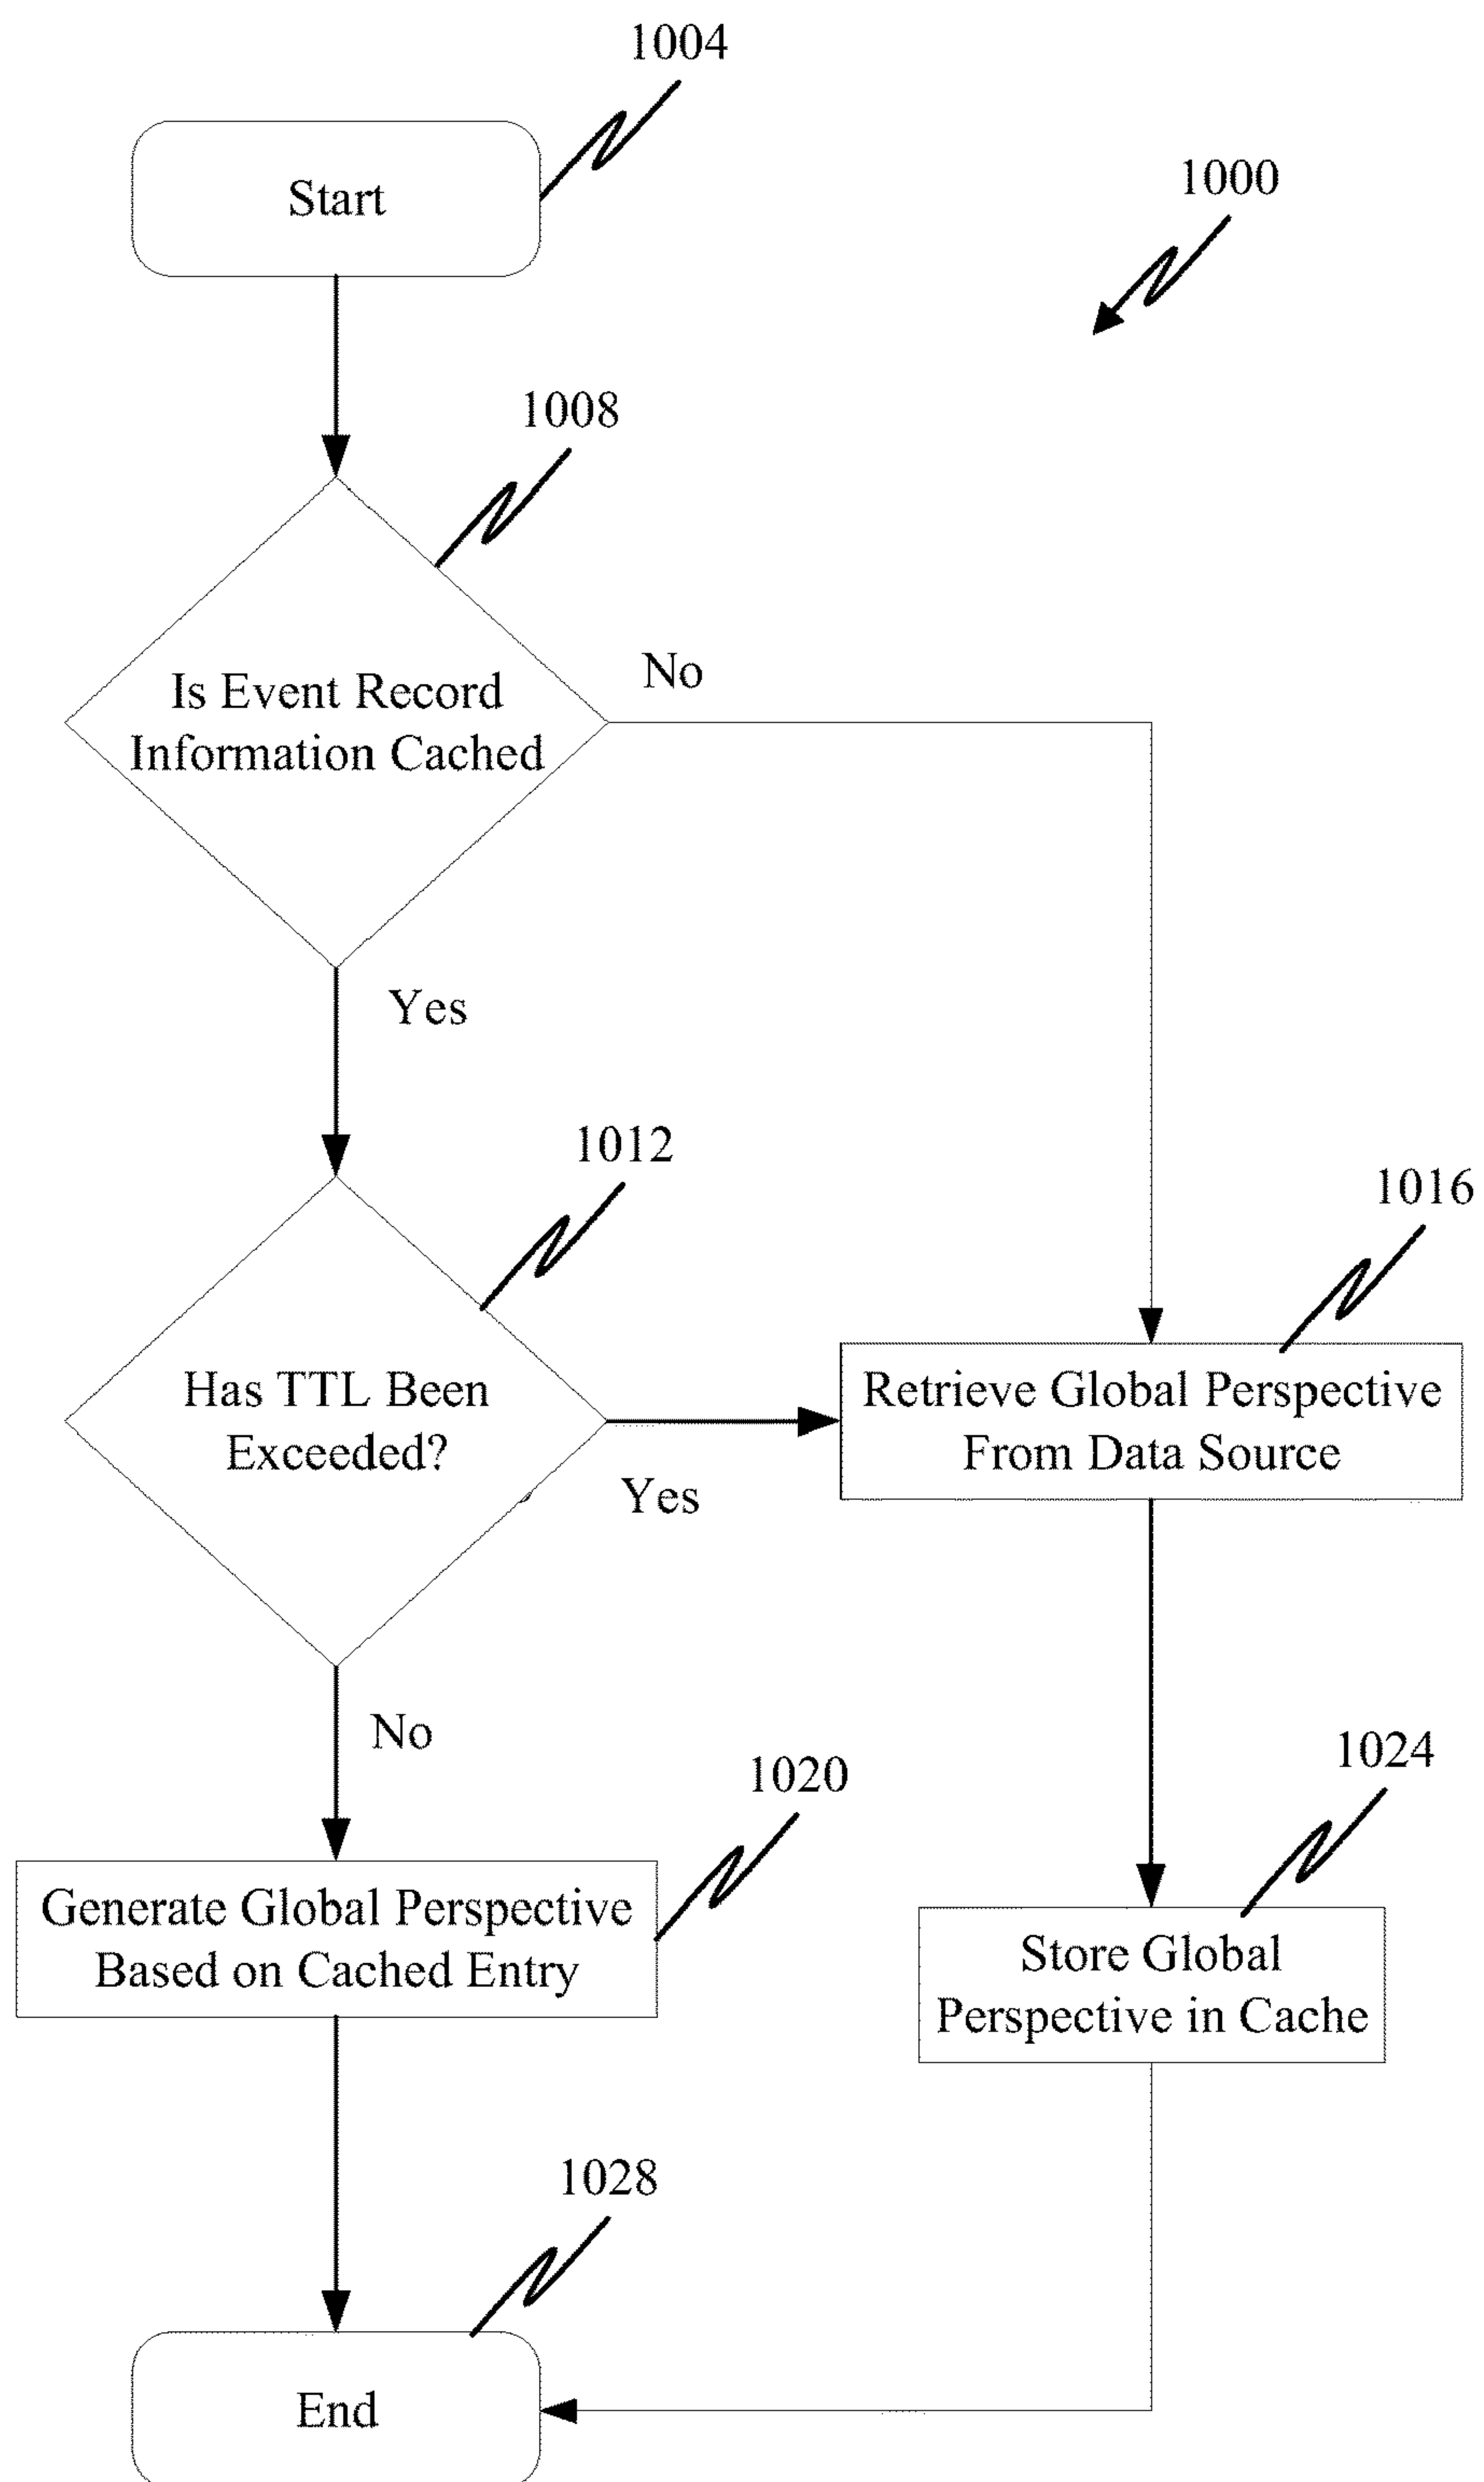 1004
Start
1000
1008
Is Event Record
Information Cached
No
Yes
1012
Has TTL Been
Exceeded?
Yes
1016
Retrieve Global Perspective
From Data Source
No
1020
Generate Global Perspective
Based on Cached Entry
1024
Store Global
Perspective in Cache
1028
End